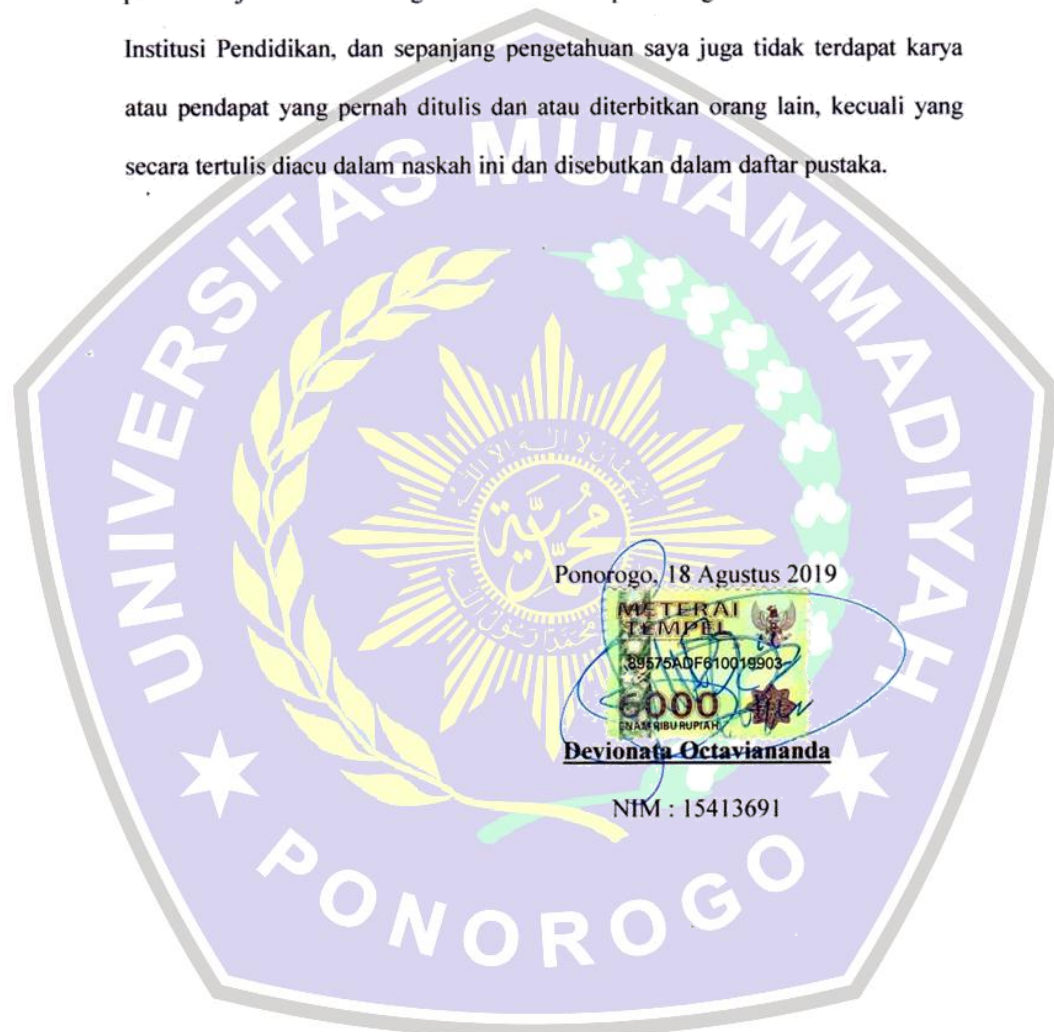 Institusi Pendidikan, dan sepanjang pengetahuan saya juga tidak terdapat karya
atau pendapat yang pernah ditulis dan atau diterbitkan orang lain, kecuali yang
secara tertulis diacu dalam naskah ini dan disebutkan dalam daftar pustaka.
UNIVERSITAS MUHAMMADIYAH
محمدية
Ponorogo, 18 Agustus 2019
METERAI
TEMPEL
89575ADF610019903
6000
ENAM RIBU RUPIAH
Devionata Octaviananda
NIM : 15413691
PONOROGO